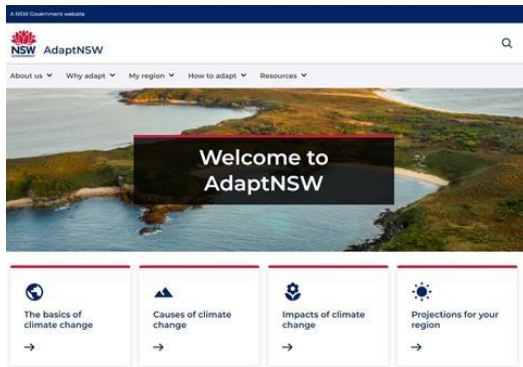 A NSW Government website
NSW
GOVERNMENT
AdaptNSW
About us
Why adapt
My region
How to adapt
Resources
Welcome to
AdaptNSW
The basics of
climate change
Causes of climate
change
Impacts of climate
change
Projections for your
region